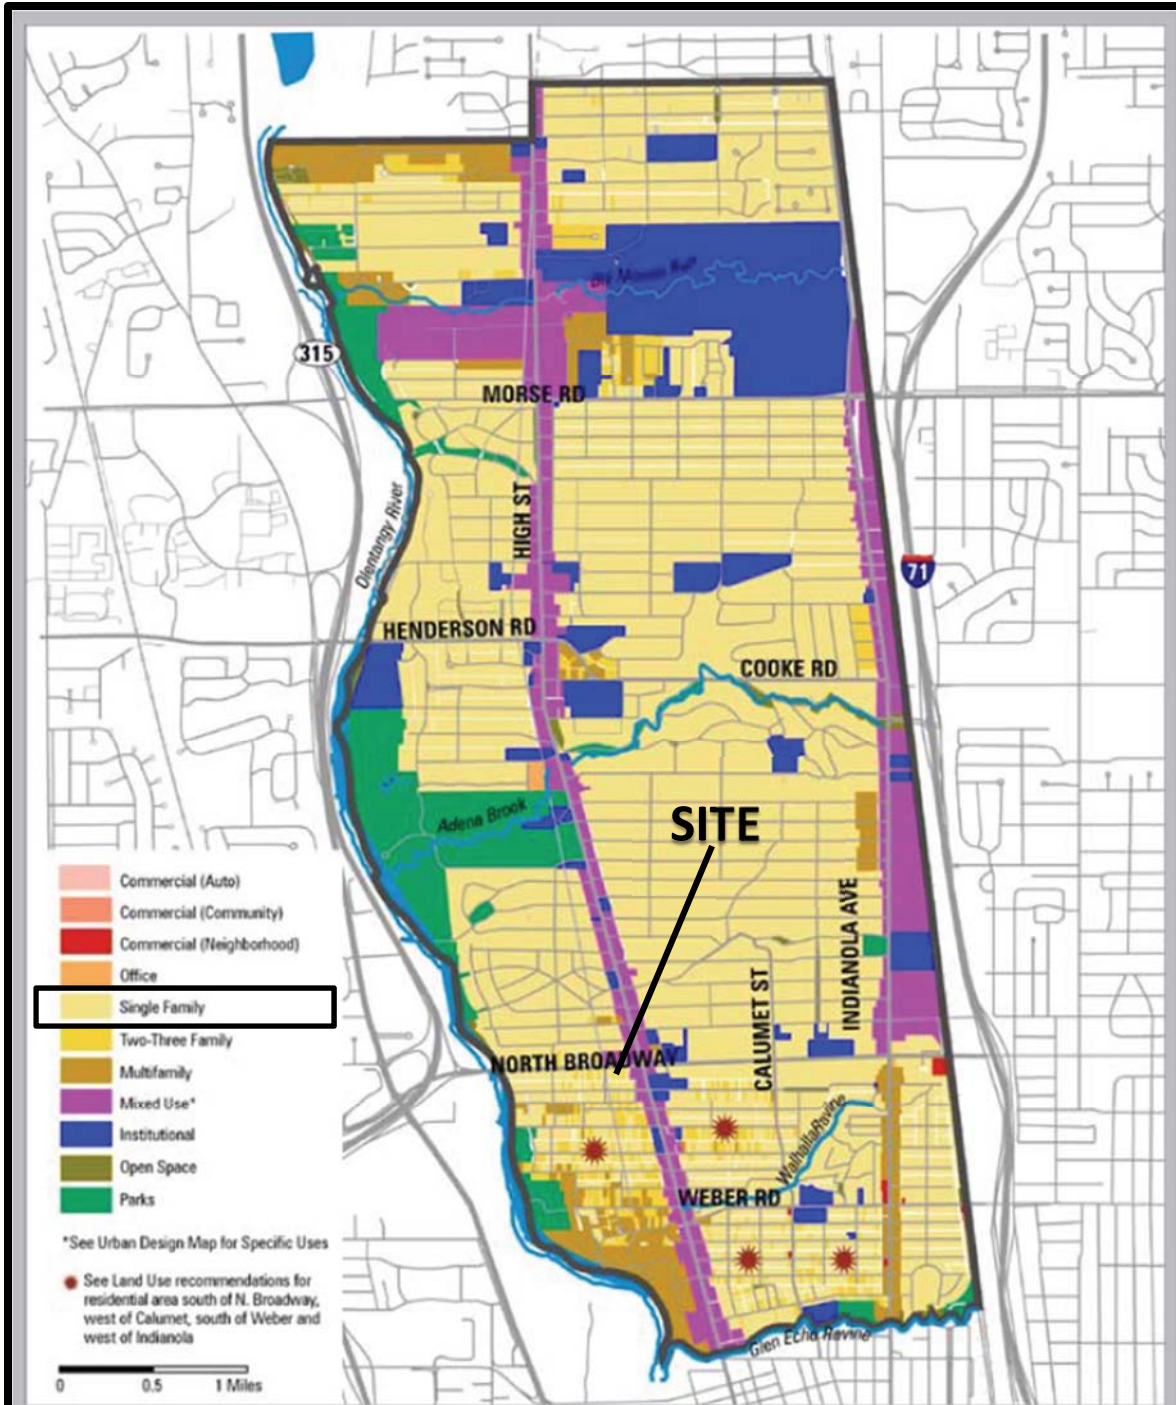 Big Walnut Run
315
MORSE RD
HIGH ST
Olentangy River
71
HENDERSON RD
COOKE RD
SITE
Adena Brook
INDIANOLA AVE
CALUMET ST
NORTH BROADWAY
Walhalla Ravine
WEBER RD
Glen Echo Ravine
Commercial (Auto)
Commercial (Community)
Commercial (Neighborhood)
Office
Single Family
Two-Three Family
Multifamily
Mixed Use*
Institutional
Open Space
Parks
*See Urban Design Map for Specific Uses
See Land Use recommendations for
residential area south of N. Broadway,
west of Calumet, south of Weber and
west of Indianola
0 0.5 1 Miles